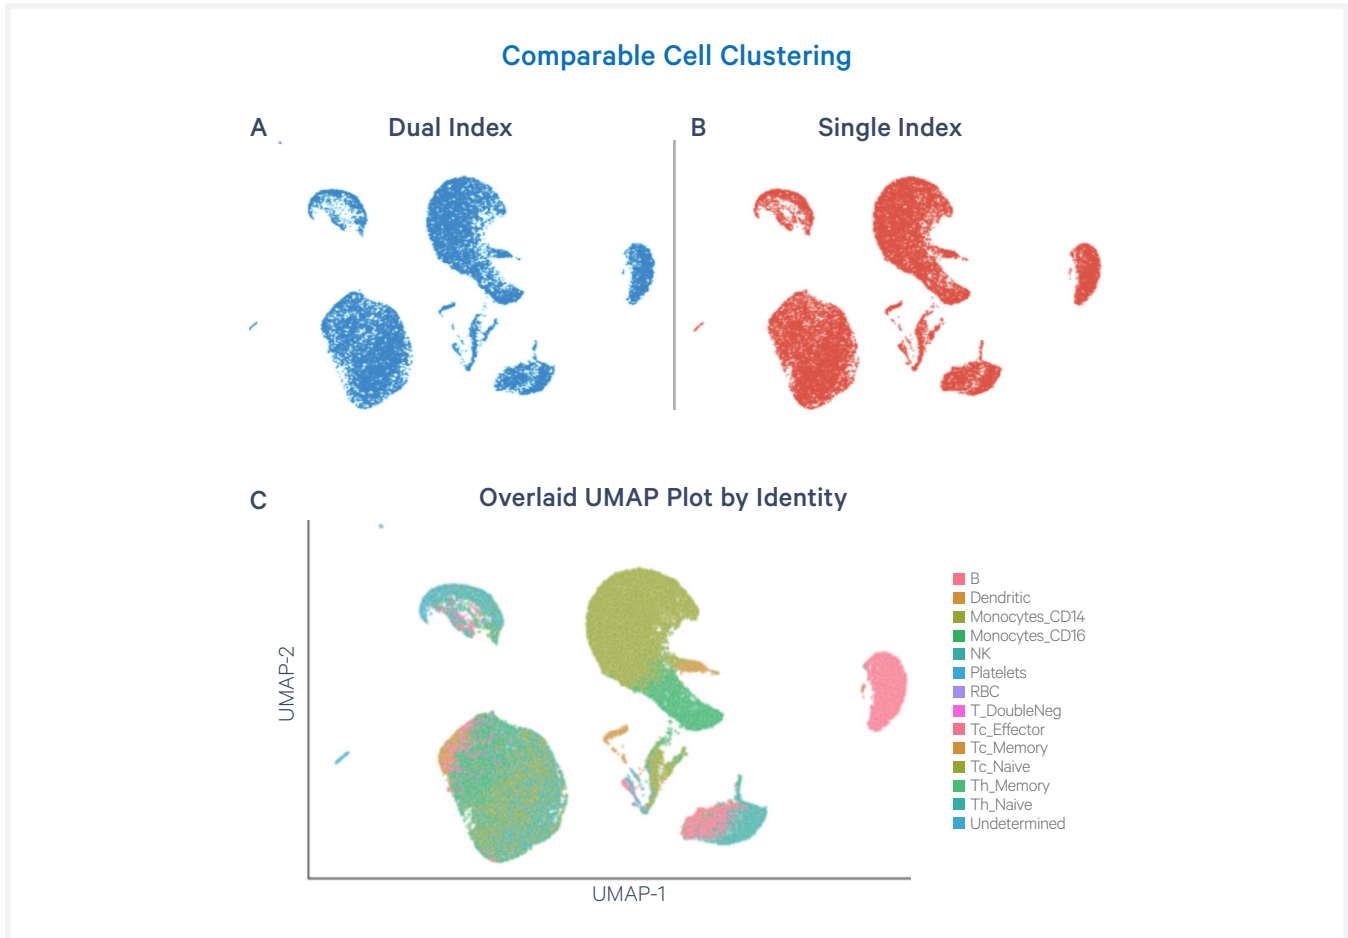 Comparable Cell Clustering
A
Dual Index
B
Single Index
C
Overlaid UMAP Plot by Identity
UMAP-2
UMAP-1
B
Dendritic
Monocytes_CD14
Monocytes_CD16
NK
Platelets
RBC
T_DoubleNeg
Tc_Effector
Tc_Memory
Tc_Naive
Th_Memory
Th_Naive
Undetermined